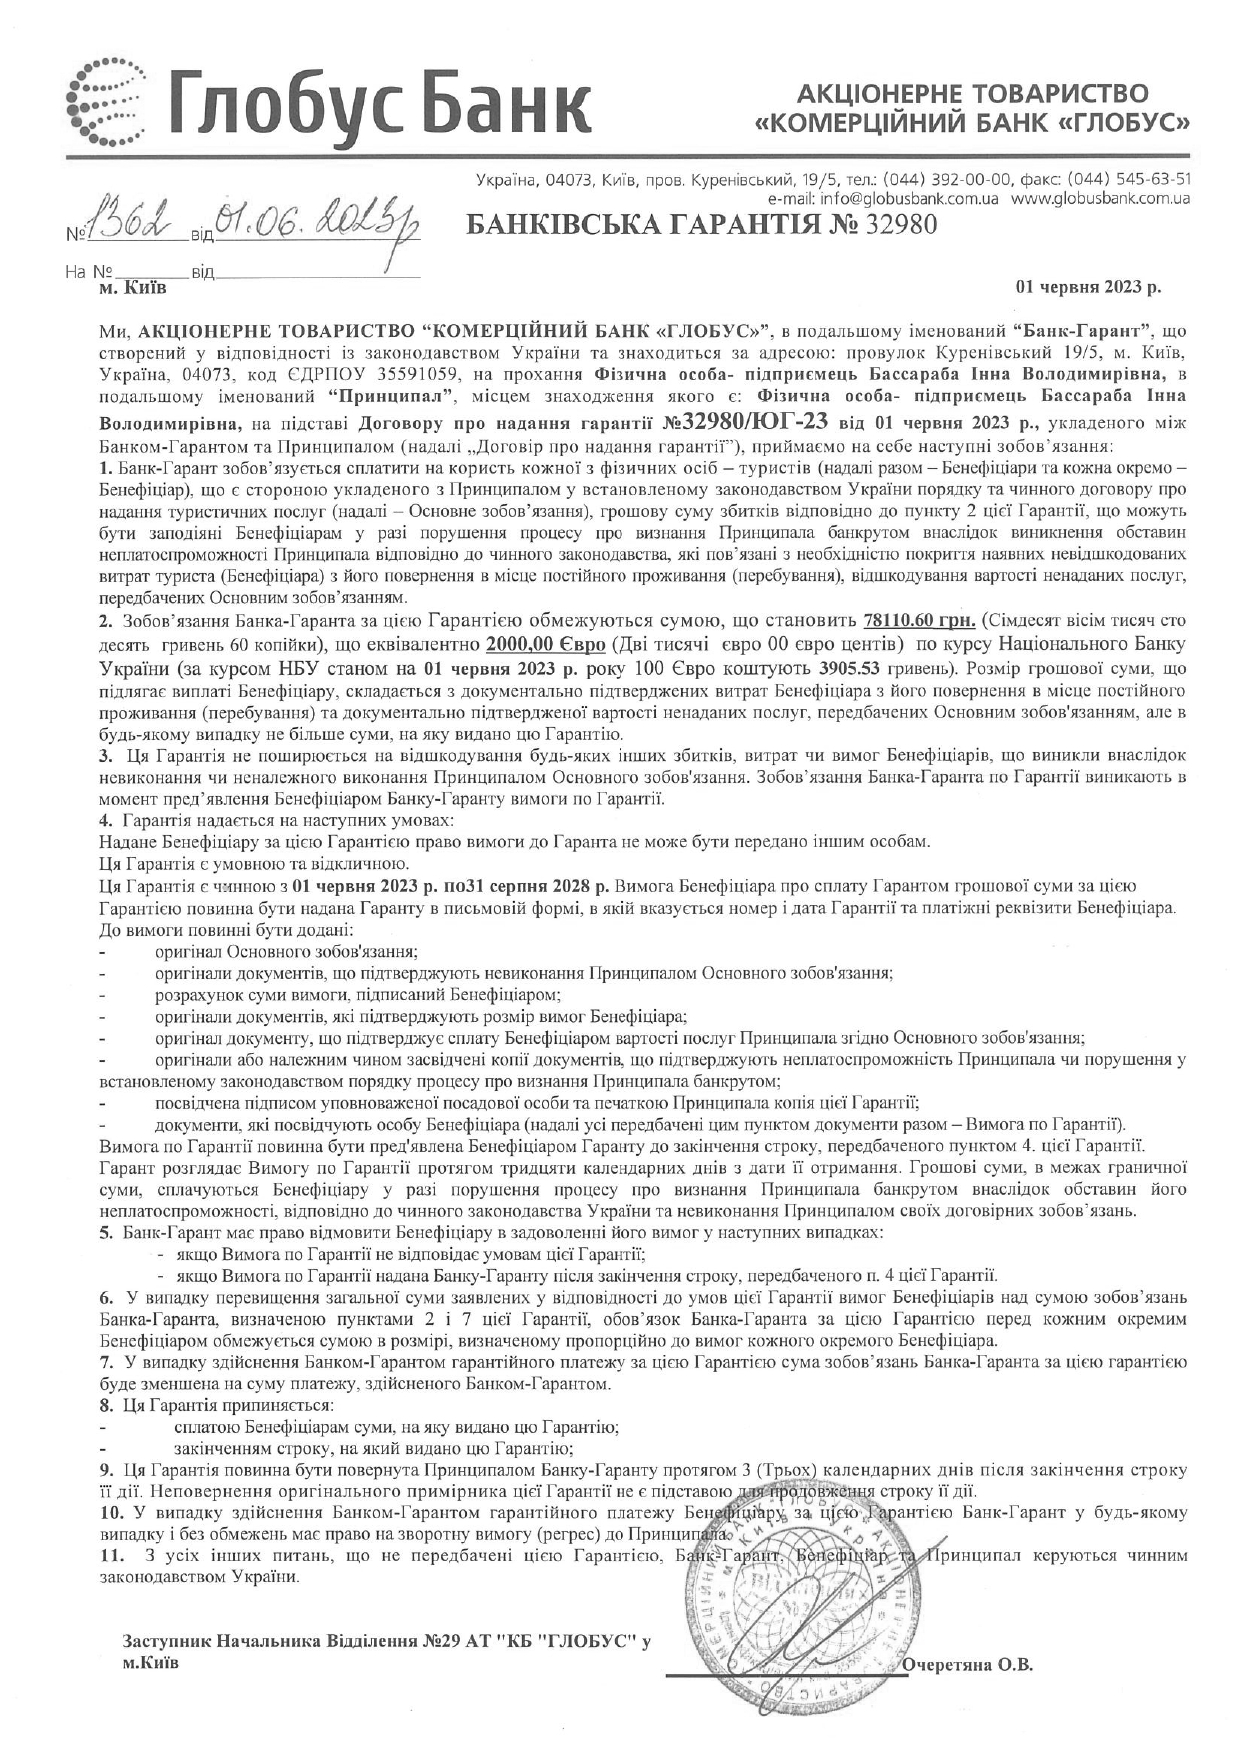 Глобус Банк
АКЦІОНЕРНЕ ТОВАРИСТВО
«КОМЕРЦІЙНИЙ БАНК «ГЛОБУС»
Україна, 04073, Київ, пров. Куренівський, 19/5, тел.: (044) 392-00-00, факс: (044) 545-63-51
e-mail: info@globusbank.com.ua www.globusbank.com.ua
№ 1362 від 01.06.2023р
БАНКІВСЬКА ГАРАНТІЯ № 32980
На № від
м. Київ 01 червня 2023 р.
Ми, АКЦІОНЕРНЕ ТОВАРИСТВО “КОМЕРЦІЙНИЙ БАНК «ГЛОБУС»”, в подальшому іменований “Банк-Гарант”, що
створений у відповідності із законодавством України та знаходиться за адресою: провулок Куренівський 19/5, м. Київ,
Україна, 04073, код ЄДРПОУ 35591059, на прохання Фізична особа- підприємець Бассараба Інна Володимирівна, в
подальшому іменований “Принципал”, місцем знаходження якого є: Фізична особа- підприємець Бассараба Інна
Володимирівна, на підставі Договору про надання гарантії №32980/ЮГ-23 від 01 червня 2023 р., укладеного між
Банком-Гарантом та Принципалом (надалі „Договір про надання гарантії”), приймаємо на себе наступні зобов’язання:
1. Банк-Гарант зобов’язується сплатити на користь кожної з фізичних осіб – туристів (надалі разом – Бенефіціари та кожна окремо –
Бенефіціар), що є стороною укладеного з Принципалом у встановленому законодавством України порядку та чинного договору про
надання туристичних послуг (надалі – Основне зобов’язання), грошову суму збитків відповідно до пункту 2 цієї Гарантії, що можуть
бути заподіяні Бенефіціарам у разі порушення процесу про визнання Принципала банкрутом внаслідок виникнення обставин
неплатоспроможності Принципала відповідно до чинного законодавства, які пов’язані з необхідністю покриття наявних невідшкодованих
витрат туриста (Бенефіціара) з його повернення в місце постійного проживання (перебування), відшкодування вартості ненаданих послуг,
передбачених Основним зобов’язанням.
2. Зобов’язання Банка-Гаранта за цією Гарантією обмежуються сумою, що становить 78110.60 грн. (Сімдесят вісім тисяч сто
десять гривень 60 копійки), що еквівалентно 2000,00 Євро (Дві тисячі євро 00 євро центів) по курсу Національного Банку
України (за курсом НБУ станом на 01 червня 2023 р. року 100 Євро коштують 3905.53 гривень). Розмір грошової суми, що
підлягає виплаті Бенефіціару, складається з документально підтверджених витрат Бенефіціара з його повернення в місце постійного
проживання (перебування) та документально підтвердженої вартості ненаданих послуг, передбачених Основним зобов'язанням, але в
будь-якому випадку не більше суми, на яку видано цю Гарантію.
3. Ця Гарантія не поширюється на відшкодування будь-яких інших збитків, витрат чи вимог Бенефіціарів, що виникли внаслідок
невиконання чи неналежного виконання Принципалом Основного зобов'язання. Зобов’язання Банка-Гаранта по Гарантії виникають в
момент пред’явлення Бенефіціаром Банку-Гаранту вимоги по Гарантії.
4. Гарантія надається на наступних умовах:
Надане Бенефіціару за цією Гарантією право вимоги до Гаранта не може бути передано іншим особам.
Ця Гарантія є умовною та відкличною.
Ця Гарантія є чинною з 01 червня 2023 р. по31 серпня 2028 р. Вимога Бенефіціара про сплату Гарантом грошової суми за цією
Гарантією повинна бути надана Гаранту в письмовій формі, в якій вказується номер і дата Гарантії та платіжні реквізити Бенефіціара.
До вимоги повинні бути додані:
- оригінал Основного зобов'язання;
- оригінали документів, що підтверджують невиконання Принципалом Основного зобов'язання;
- розрахунок суми вимоги, підписаний Бенефіціаром;
- оригінали документів, які підтверджують розмір вимог Бенефіціара;
- оригінал документу, що підтверджує сплату Бенефіціаром вартості послуг Принципала згідно Основного зобов'язання;
- оригінали або належним чином засвідчені копії документів, що підтверджують неплатоспроможність Принципала чи порушення у
встановленому законодавством порядку процесу про визнання Принципала банкрутом;
- посвідчена підписом уповноваженої посадової особи та печаткою Принципала копія цієї Гарантії;
- документи, які посвідчують особу Бенефіціара (надалі усі передбачені цим пунктом документи разом – Вимога по Гарантії).
Вимога по Гарантії повинна бути пред'явлена Бенефіціаром Гаранту до закінчення строку, передбаченого пунктом 4. цієї Гарантії.
Гарант розглядає Вимогу по Гарантії протягом тридцяти календарних днів з дати її отримання. Грошові суми, в межах граничної
суми, сплачуються Бенефіціару у разі порушення процесу про визнання Принципала банкрутом внаслідок обставин його
неплатоспроможності, відповідно до чинного законодавства України та невиконання Принципалом своїх договірних зобов’язань.
5. Банк-Гарант має право відмовити Бенефіціару в задоволенні його вимог у наступних випадках:
- якщо Вимога по Гарантії не відповідає умовам цієї Гарантії;
- якщо Вимога по Гарантії надана Банку-Гаранту після закінчення строку, передбаченого п. 4 цієї Гарантії.
6. У випадку перевищення загальної суми заявлених у відповідності до умов цієї Гарантії вимог Бенефіціарів над сумою зобов’язань
Банка-Гаранта, визначеною пунктами 2 і 7 цієї Гарантії, обов’язок Банка-Гаранта за цією Гарантією перед кожним окремим
Бенефіціаром обмежується сумою в розмірі, визначеному пропорційно до вимог кожного окремого Бенефіціара.
7. У випадку здійснення Банком-Гарантом гарантійного платежу за цією Гарантією сума зобов’язань Банка-Гаранта за цією гарантією
буде зменшена на суму платежу, здійсненого Банком-Гарантом.
8. Ця Гарантія припиняється:
- сплатою Бенефіціарам суми, на яку видано цю Гарантію;
- закінченням строку, на який видано цю Гарантію;
9. Ця Гарантія повинна бути повернута Принципалом Банку-Гаранту протягом 3 (Трьох) календарних днів після закінчення строку
її дії. Неповернення оригінального примірника цієї Гарантії не є підставою для продовження строку її дії.
10. У випадку здійснення Банком-Гарантом гарантійного платежу Бенефіціару за цією Гарантією Банк-Гарант у будь-якому
випадку і без обмежень має право на зворотну вимогу (регрес) до Принципала.
11. З усіх інших питань, що не передбачені цією Гарантією, Банк-Гарант, Бенефіціар та Принципал керуються чинним
законодавством України.
Заступник Начальника Відділення №29 АТ "КБ "ГЛОБУС" у
м.Київ Очеретяна О.В.